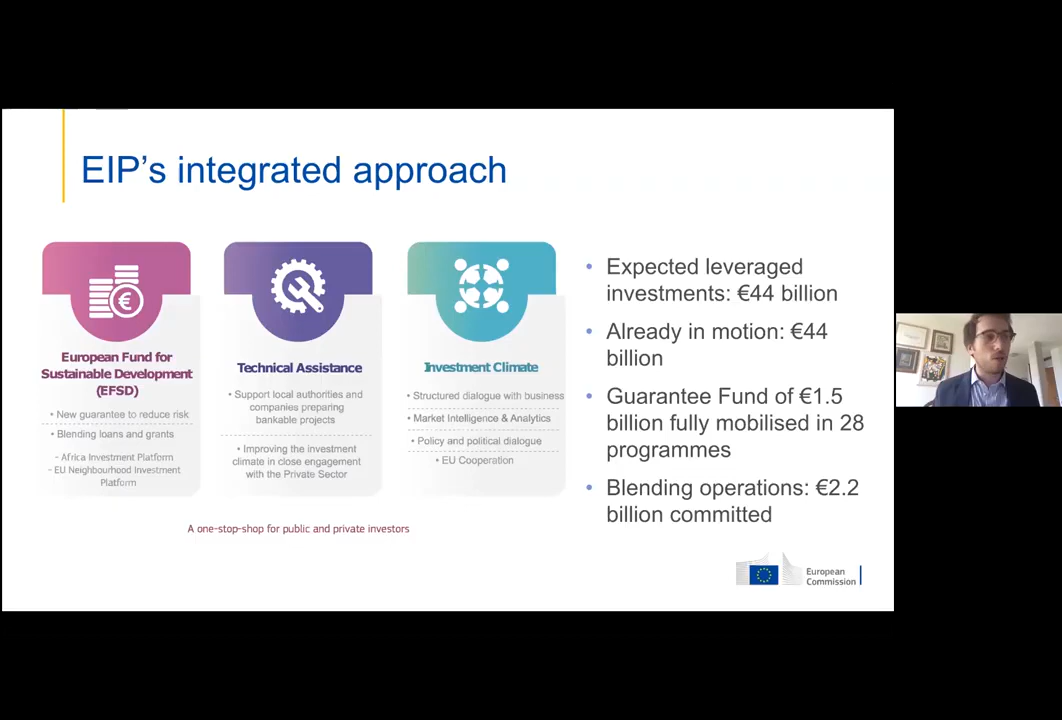 EIP’s integrated approach
European Fund for
Sustainable Development
(EFSD)
• New guarantee to reduce risk
• Blending loans and grants
- Africa Investment Platform
- EU Neighbourhood Investment
Platform
Technical Assistance
• Support local authorities and
companies preparing
bankable projects
• Improving the investment
climate in close engagement
with the Private Sector
Investment Climate
• Structured dialogue with business
• Market Intelligence & Analytics
• Policy and political dialogue
• EU Cooperation
A one-stop-shop for public and private investors
• Expected leveraged
investments: €44 billion
• Already in motion: €44
billion
• Guarantee Fund of €1.5
billion fully mobilised in 28
programmes
• Blending operations: €2.2
billion committed
European
Commission